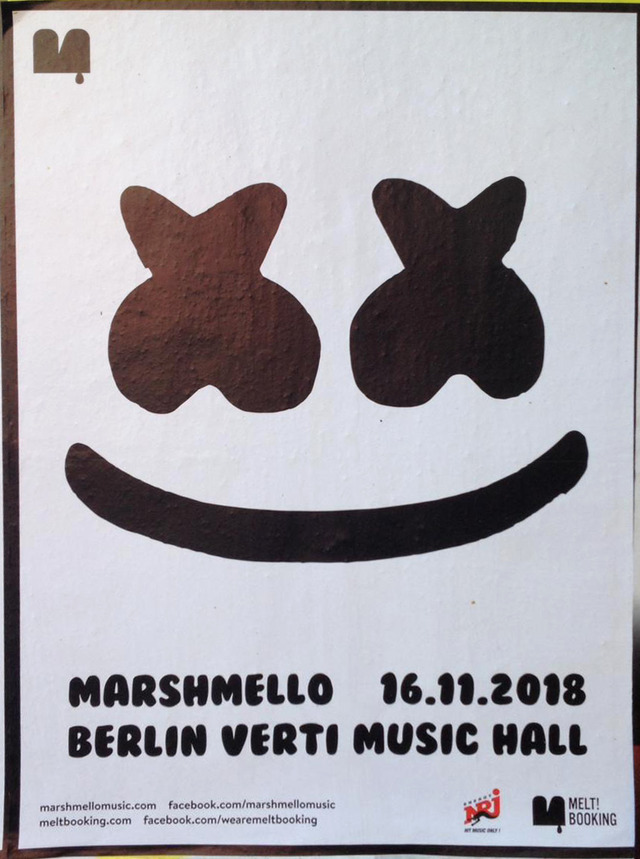 MARSHMELLO 16.11.2018
BERLIN VERTI MUSIC HALL
marshmellomusic.com facebook.com/marshmellomusic
meltbooking.com facebook.com/wearemeltbooking
ENERGY
NRJ
HIT MUSIC ONLY!
MELT!
BOOKING